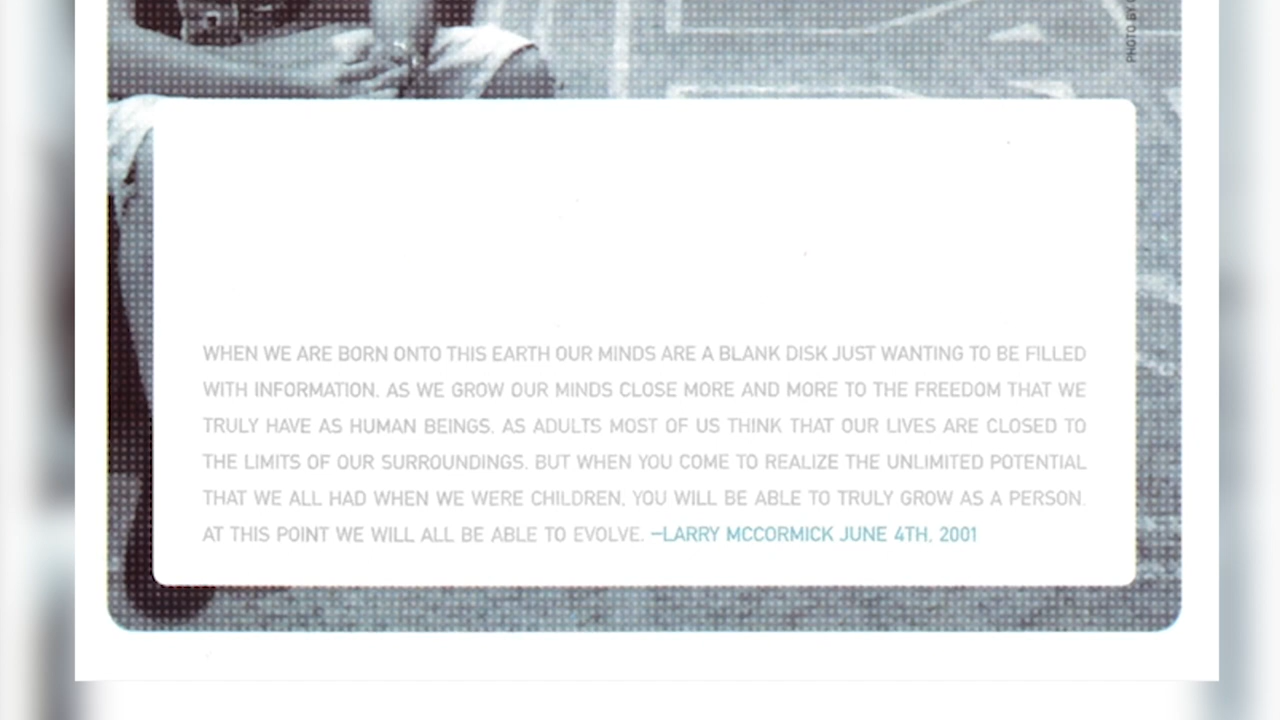 PHOTO BY
WHEN WE ARE BORN ONTO THIS EARTH OUR MINDS ARE A BLANK DISK JUST WANTING TO BE FILLED
WITH INFORMATION. AS WE GROW OUR MINDS CLOSE MORE AND MORE TO THE FREEDOM THAT WE
TRULY HAVE AS HUMAN BEINGS. AS ADULTS MOST OF US THINK THAT OUR LIVES ARE CLOSED TO
THE LIMITS OF OUR SURROUNDINGS. BUT WHEN YOU COME TO REALIZE THE UNLIMITED POTENTIAL
THAT WE ALL HAD WHEN WE WERE CHILDREN, YOU WILL BE ABLE TO TRULY GROW AS A PERSON.
AT THIS POINT WE WILL ALL BE ABLE TO EVOLVE. —LARRY MCCORMICK JUNE 4TH, 2001